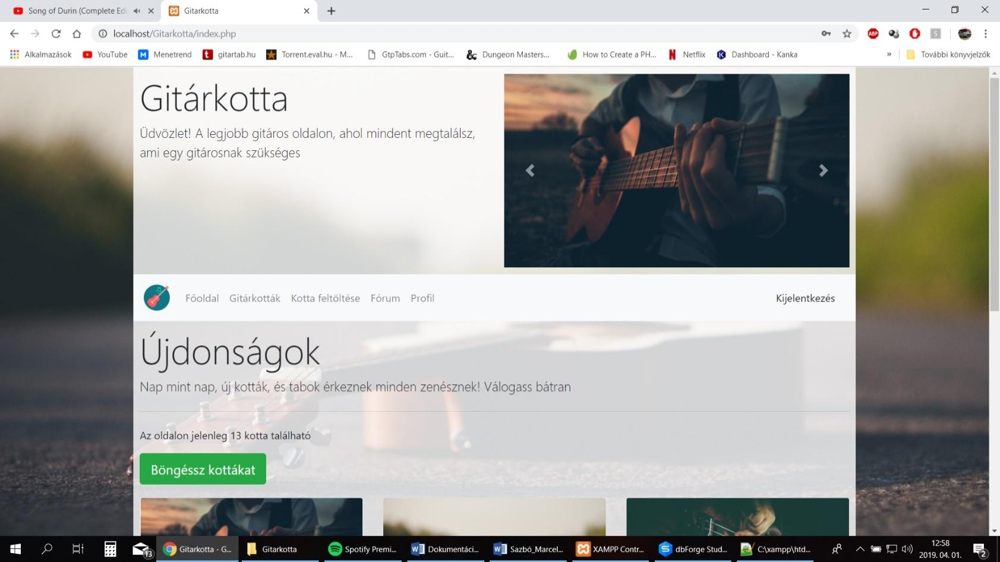 Song of Durin (Complete Edi
Gitarkotta
localhost/Gitarkotta/index.php
ABP
S
Alkalmazások
YouTube
M
Menetrend
t
gitartab.hu
Torrent.eval.hu - M...
GtpTabs.com - Guit...
&
Dungeon Masters...
How to Create a PH...
N
Netflix
K
Dashboard - Kanka
»
További könyvjelzők
Gitárkotta
Üdvözlet! A legjobb gitáros oldalon, ahol mindent megtalálsz,
ami egy gitárosnak szükséges
Főoldal
Gitárkották
Kotta feltöltése
Fórum
Profil
Kijelentkezés
Újdonságok
Nap mint nap, új kották, és tabok érkeznek minden zenésznek! Válogass bátran
Az oldalon jelenleg 13 kotta található
Böngéssz kottákat
13
Gitarkotta - G...
Gitarkotta
Spotify Premi...
Dokumentáci...
Sazbó_Marcel...
XAMPP Contr...
dbForge Stud...
C:\xampp\htd...
12:58
2019. 04. 01.
2